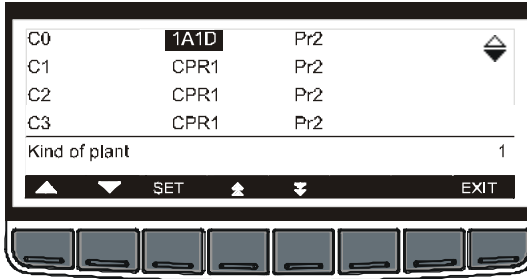 C0 1A1D Pr2
C1 CPR1 Pr2
C2 CPR1 Pr2
C3 CPR1 Pr2
Kind of plant 1
SET EXIT